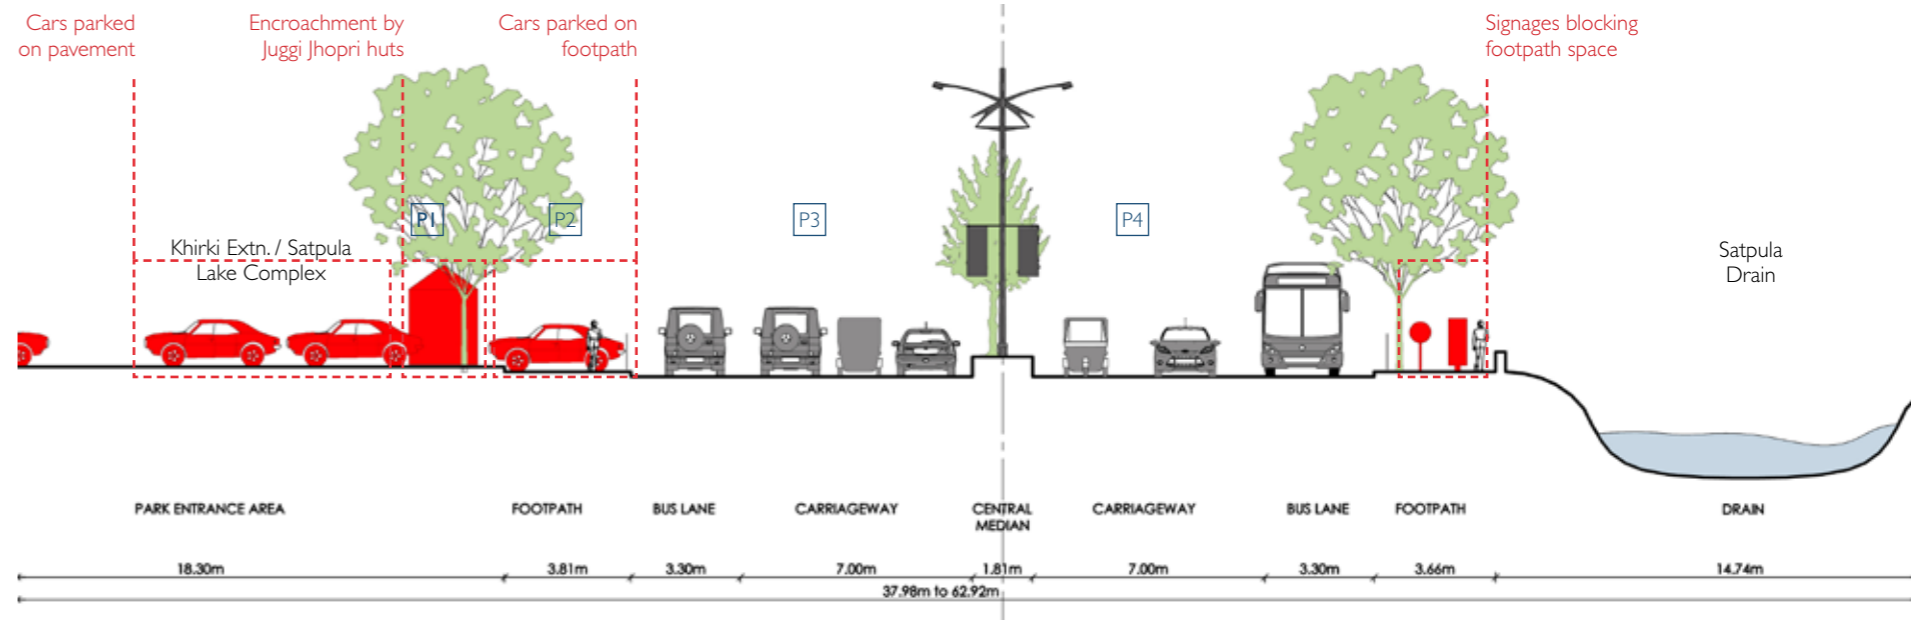 Cars parked
on pavement
Encroachment by
Juggi Jhopri huts
Cars parked on
footpath
Signages blocking
footpath space
P1
P2
P3
P4
Khirki Extn. / Satpula
Lake Complex
Satpula
Drain
PARK ENTRANCE AREA
FOOTPATH
BUS LANE
CARRIAGEWAY
CENTRAL
MEDIAN
CARRIAGEWAY
BUS LANE
FOOTPATH
DRAIN
18.30m
3.81m
3.30m
7.00m
1.81m
7.00m
3.30m
3.66m
14.74m
37.98m to 62.92m